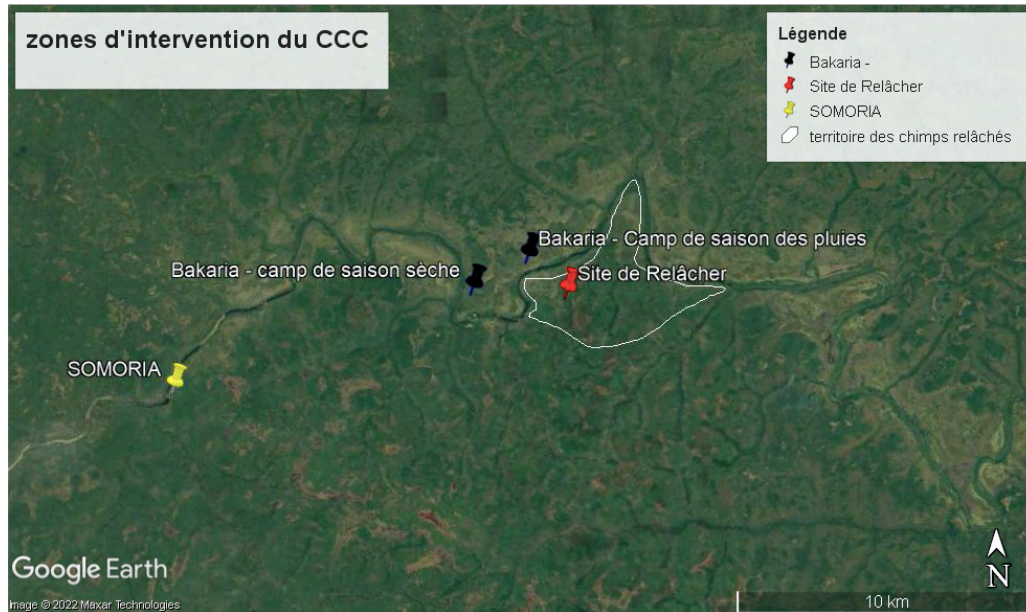 zones d'intervention du CCC
Légende
Bakaria -
Site de Relâcher
SOMORIA
territoire des chimps relâchés
Bakaria - Camp de saison des pluies
Bakaria - camp de saison sèche
Site de Relâcher
SOMORIA
Google Earth
N
Image © 2022 Maxar Technologies
10 km